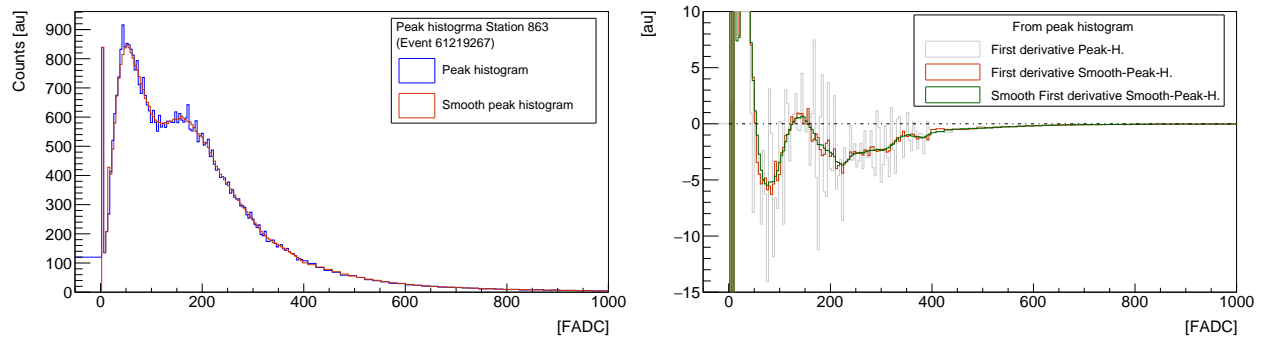 Counts [au]
900
800
700
600
500
400
300
200
100
0
Peak histogrma Station 863
(Event 61219267)
Peak histogram
Smooth peak histogram
0 200 400 600 800 1000
[FADC]
[au]
10
5
0
−5
−10
−15
From peak histogram
First derivative Peak-H.
First derivative Smooth-Peak-H.
Smooth First derivative Smooth-Peak-H.
0 200 400 600 800 1000
[FADC]